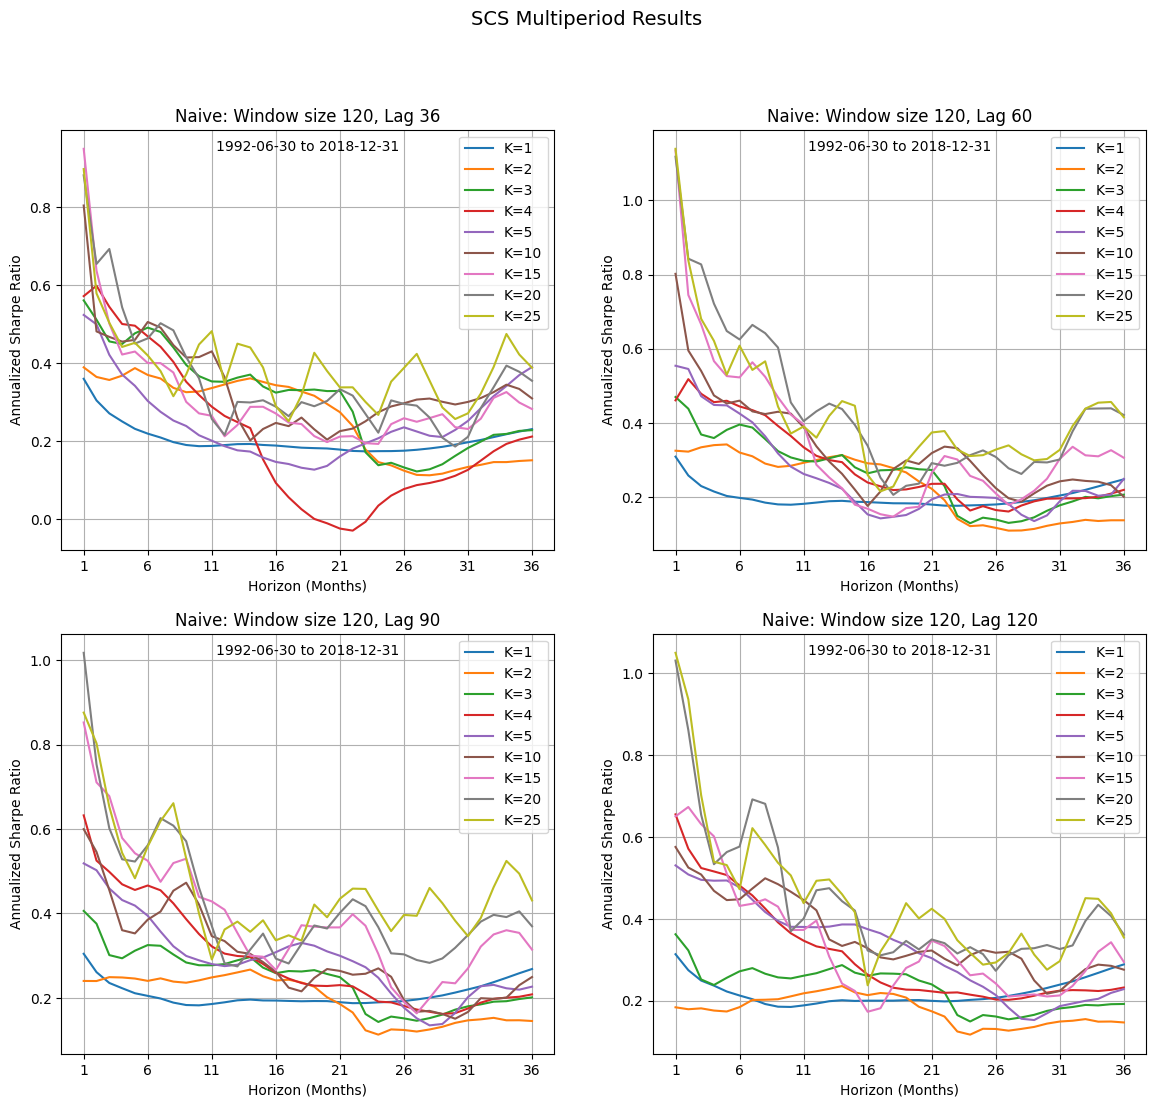 SCS Multiperiod Results
Naive: Window size 120, Lag 36
1992-06-30 to 2018-12-31
K=1
K=2
K=3
K=4
K=5
K=10
K=15
K=20
K=25
Annualized Sharpe Ratio
0.8
0.6
0.4
0.2
0.0
1 6 11 16 21 26 31 36
Horizon (Months)
Naive: Window size 120, Lag 60
1992-06-30 to 2018-12-31
K=1
K=2
K=3
K=4
K=5
K=10
K=15
K=20
K=25
Annualized Sharpe Ratio
1.0
0.8
0.6
0.4
0.2
1 6 11 16 21 26 31 36
Horizon (Months)
Naive: Window size 120, Lag 90
1992-06-30 to 2018-12-31
K=1
K=2
K=3
K=4
K=5
K=10
K=15
K=20
K=25
Annualized Sharpe Ratio
1.0
0.8
0.6
0.4
0.2
1 6 11 16 21 26 31 36
Horizon (Months)
Naive: Window size 120, Lag 120
1992-06-30 to 2018-12-31
K=1
K=2
K=3
K=4
K=5
K=10
K=15
K=20
K=25
Annualized Sharpe Ratio
1.0
0.8
0.6
0.4
0.2
1 6 11 16 21 26 31 36
Horizon (Months)